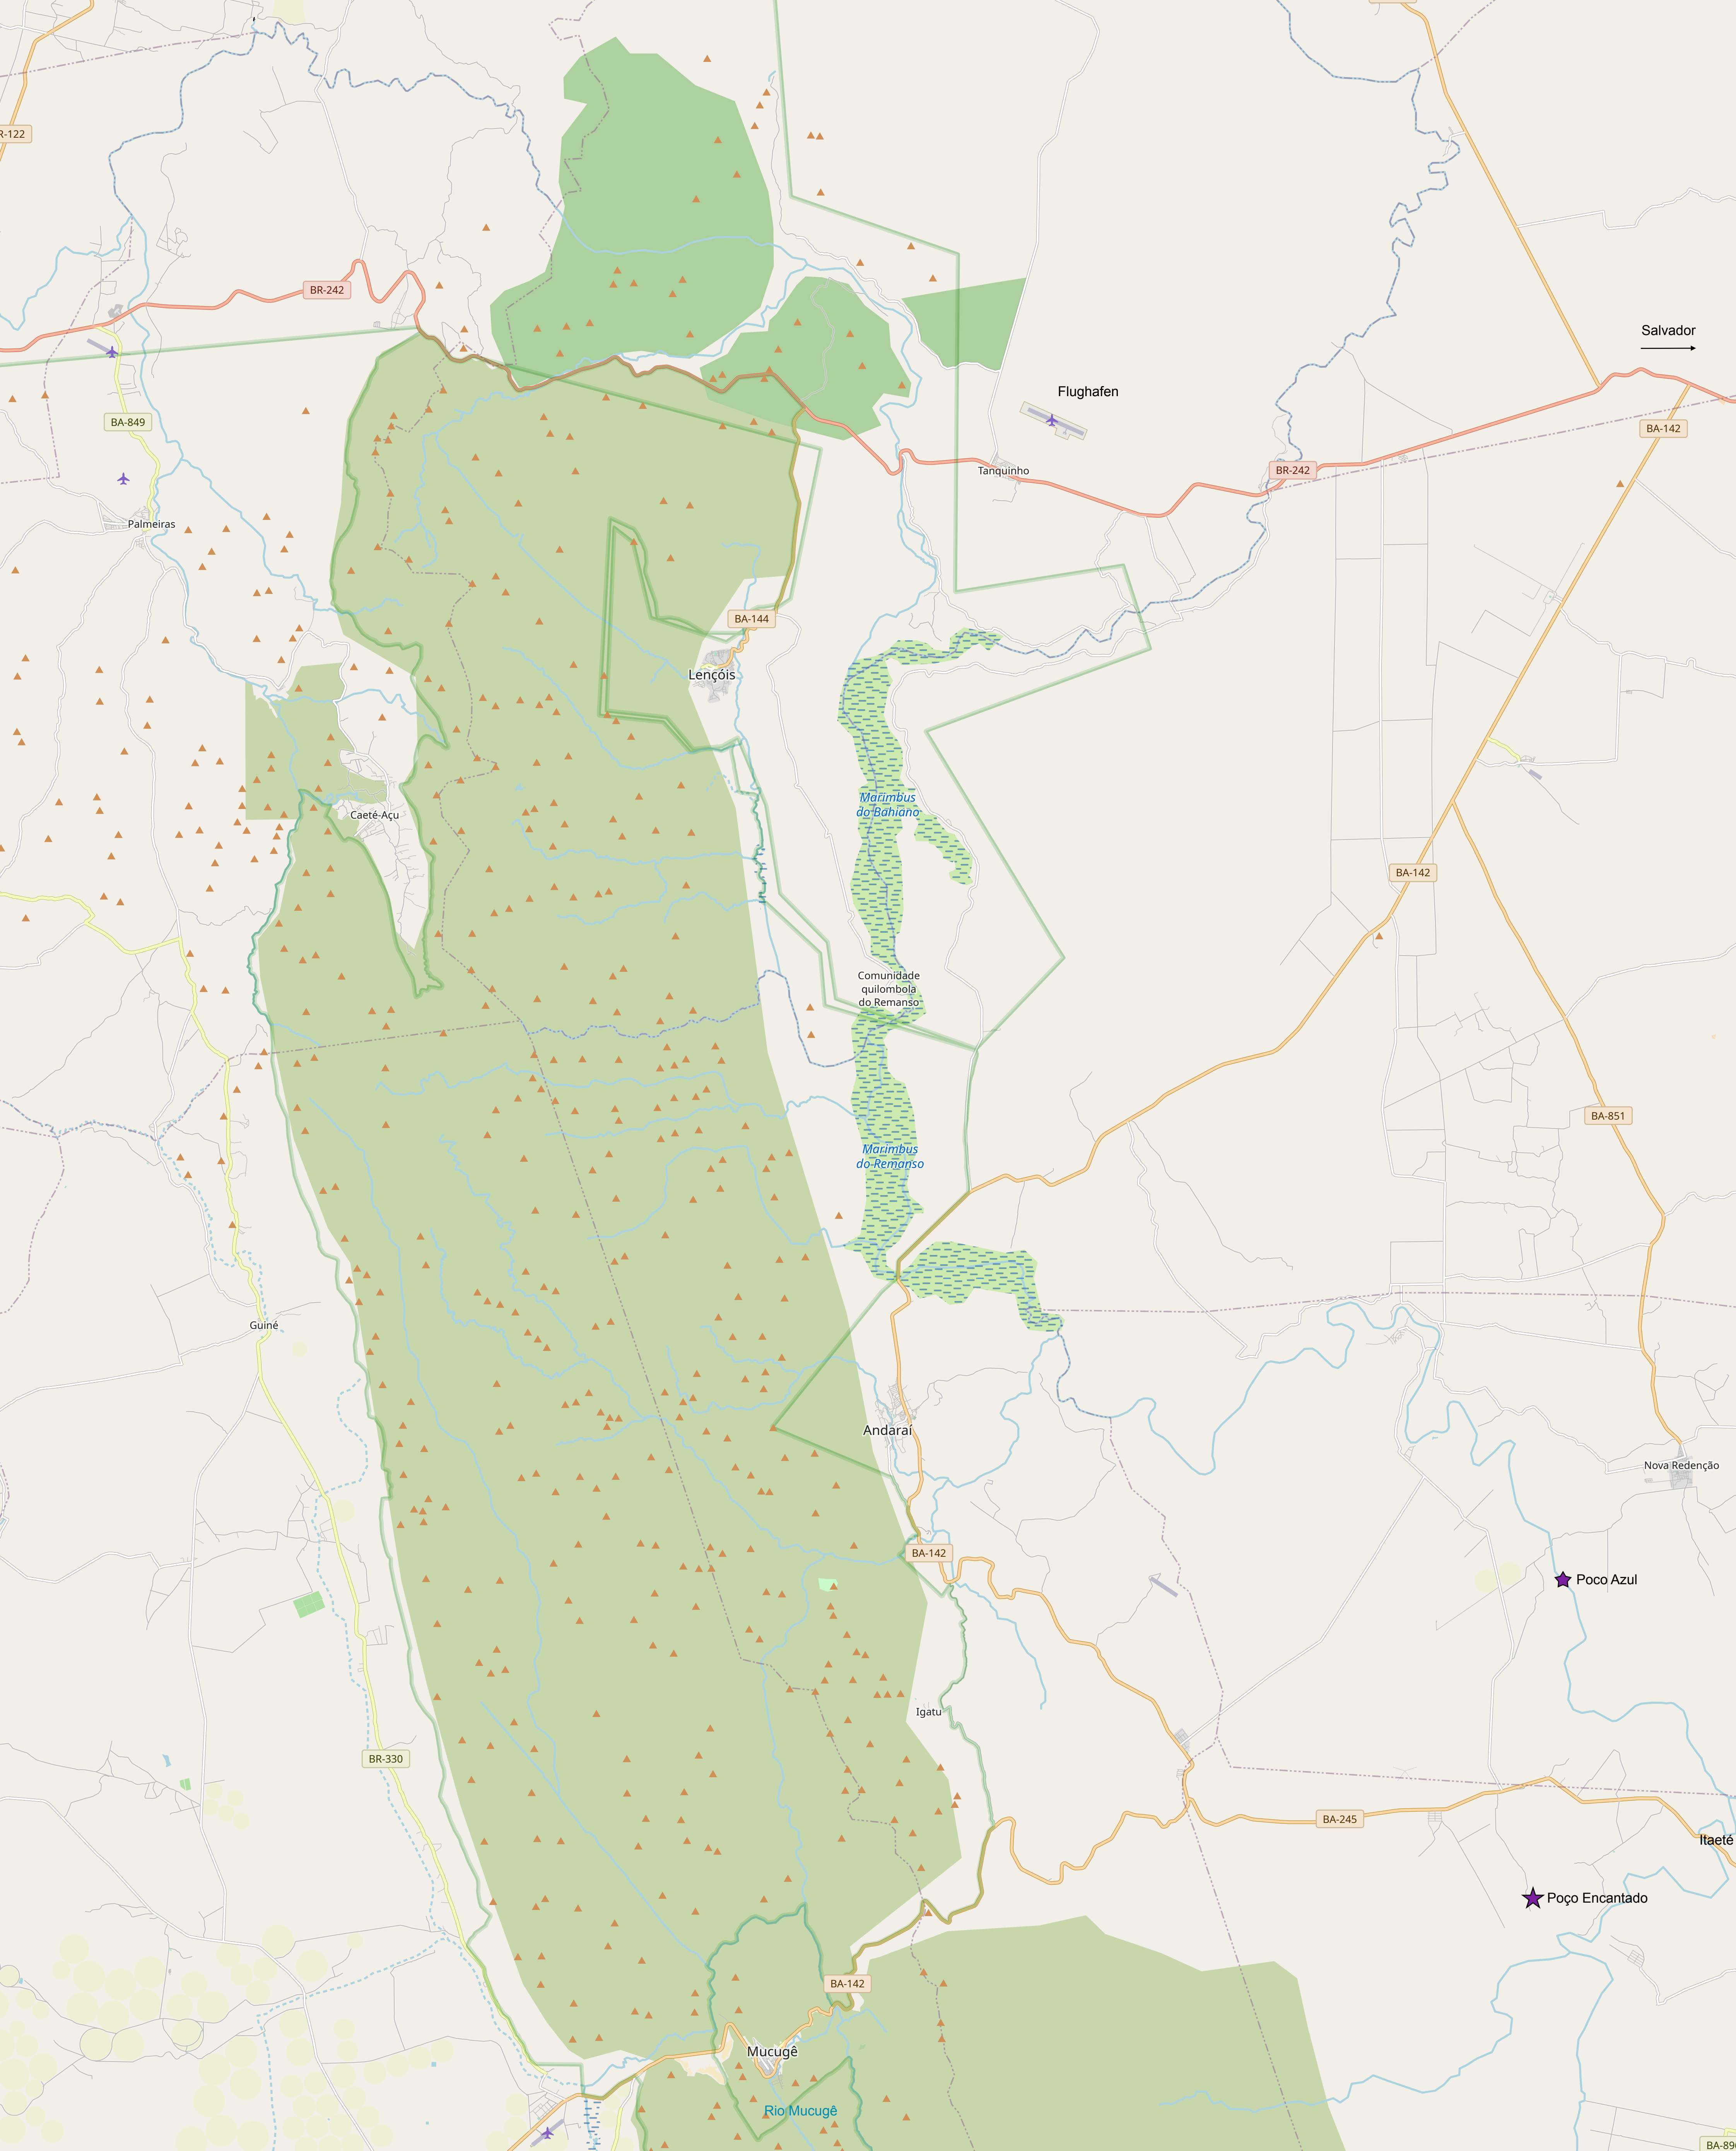 R-122
BR-242
Salvador
Flughafen
BA-849
BA-142
BR-242
Tanquinho
Palmeiras
BA-144
Lençóis
Marimbus
do Bahiano
Caeté-Açu
BA-142
Comunidade
quilombola
do Remanso
BA-851
Marimbus
do Remanso
Guiné
Andaraí
Nova Redenção
BA-142
Poco Azul
Igatu
BR-330
BA-245
Itaeté
Poço Encantado
BA-142
Mucugê
Rio Mucugê
BA-89